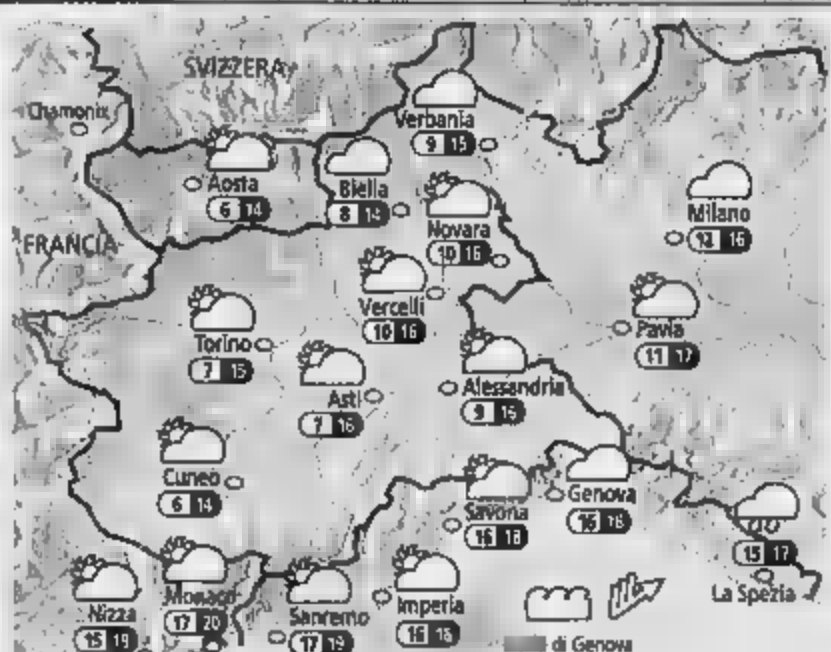 SVIZZERA
Chamonix
Verbania
9 15
Aosta
6 14
Biella
8 14
Novara
10 16
Milano
16
FRANCIA
Vercelli
10 16
Torino
7 15
Pavia
11 17
Asti
7 16
Alessandria
9 16
Cuneo
6 14
Savona
16 18
Genova
16 18
15 17
La Spezia
Nizza
15 19
Monaco
17 20
Sanremo
17 19
Imperia
16 18
di Genova